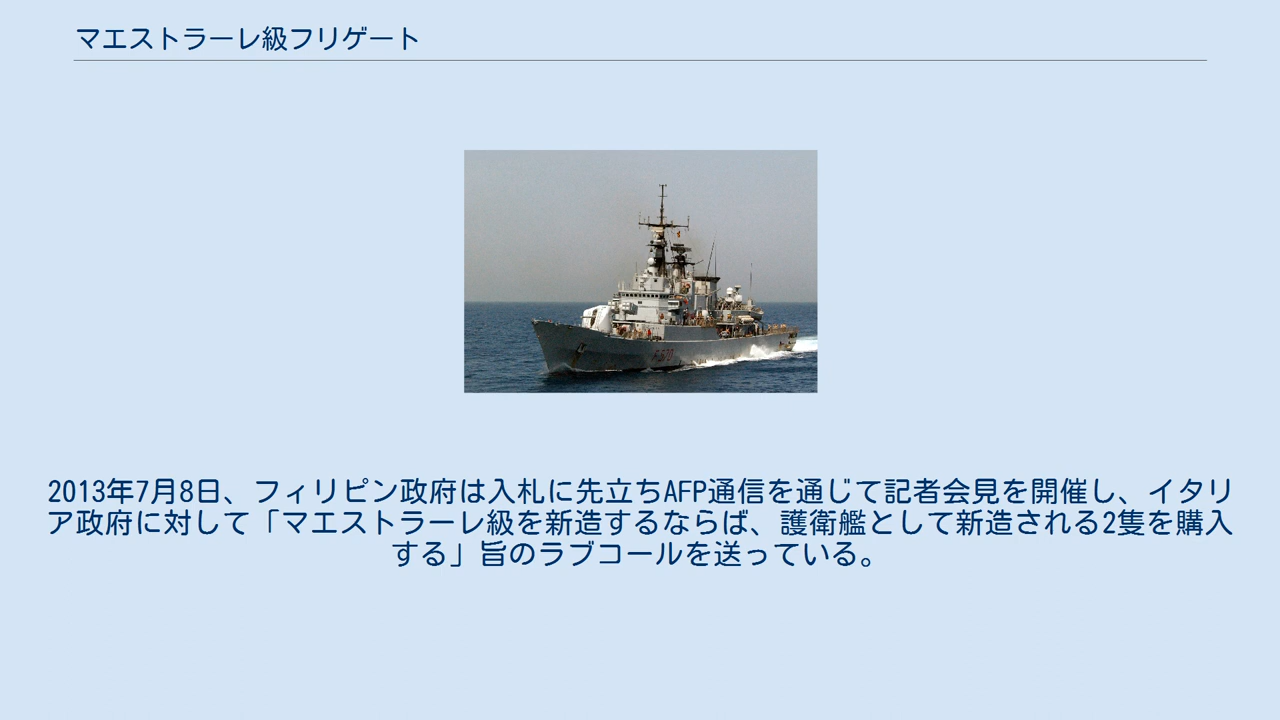 マエストラーレ級フリゲート
F570
2013年7月8日、フィリピン政府は入札に先立ちAFP通信を通じて記者会見を開催し、イタリ
ア政府に対して「マエストラーレ級を新造するならば、護衛艦として新造される2隻を購入
する」旨のラブコールを送っている。